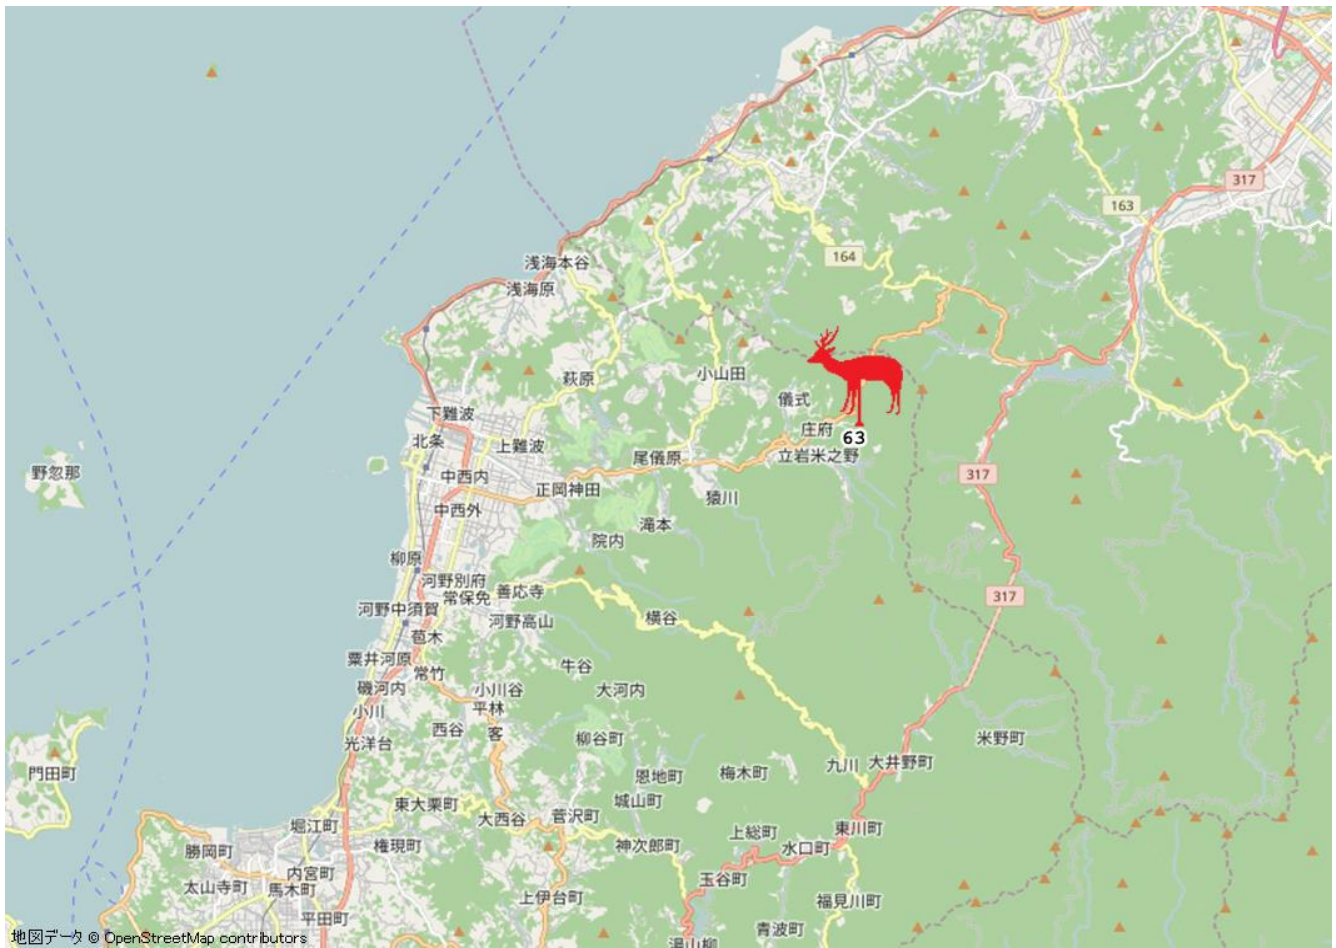 317
163
164
浅海本谷
浅海原
小山田
萩原
儀式
下難波
庄府
63
北条
上難波
立岩米之野
尾儀原
野忽那
中西内
317
正岡神田
猿川
中西外
滝本
院内
柳原
河野別府
善応寺
常保免
317
河野中須賀
横谷
河野高山
苞木
粟井河原
牛谷
常竹
磯河内
小川谷
大河内
小川
平林
西谷
客
柳谷町
米野町
光洋台
九川
大井野町
門田町
恩地町
梅木町
東大栗町
城山町
菅沢町
大西谷
堀江町
東川町
上総町
権現町
神次郎町
水口町
勝岡町
内宮町
玉谷町
太山寺町
馬木町
上伊台町
福見川町
平田町
青波町
地図データ © OpenStreetMap contributors
湯山柳